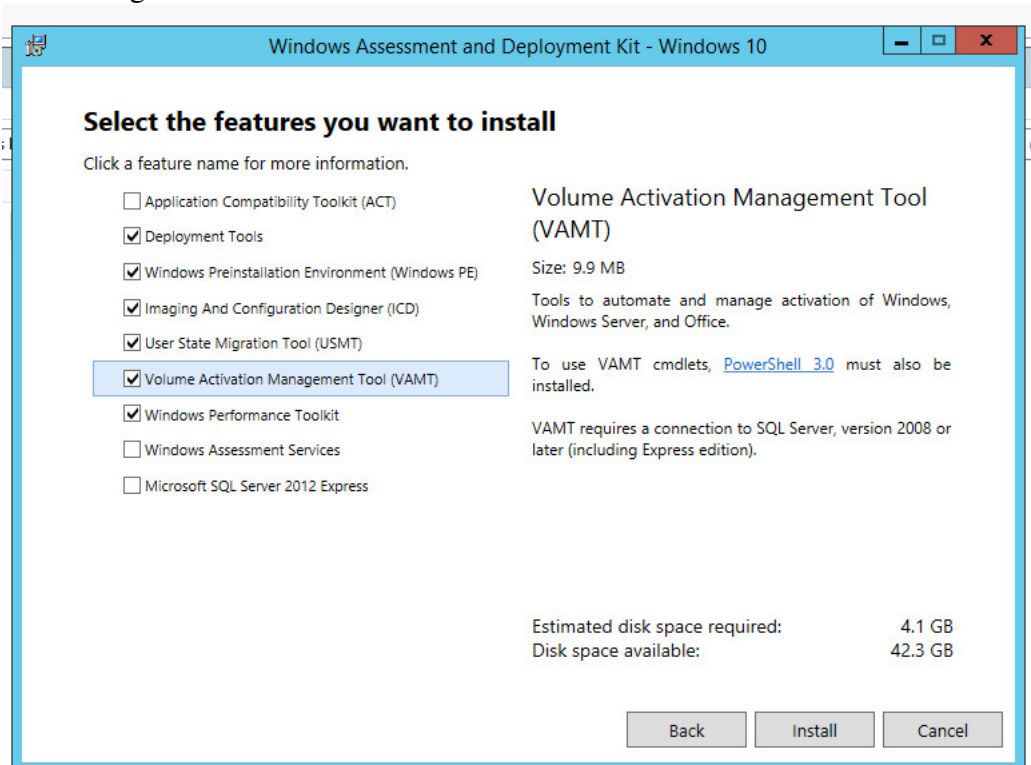 Windows Assessment and Deployment Kit - Windows 10
Select the features you want to install
Click a feature name for more information.
Application Compatibility Toolkit (ACT)
Deployment Tools
Windows Preinstallation Environment (Windows PE)
Imaging And Configuration Designer (ICD)
User State Migration Tool (USMT)
Volume Activation Management Tool (VAMT)
Windows Performance Toolkit
Windows Assessment Services
Microsoft SQL Server 2012 Express
Volume Activation Management Tool
(VAMT)
Size: 9.9 MB
Tools to automate and manage activation of Windows,
Windows Server, and Office.
To use VAMT cmdlets, PowerShell 3.0 must also be
installed.
VAMT requires a connection to SQL Server, version 2008 or
later (including Express edition).
Estimated disk space required: 4.1 GB
Disk space available: 42.3 GB
Back Install Cancel